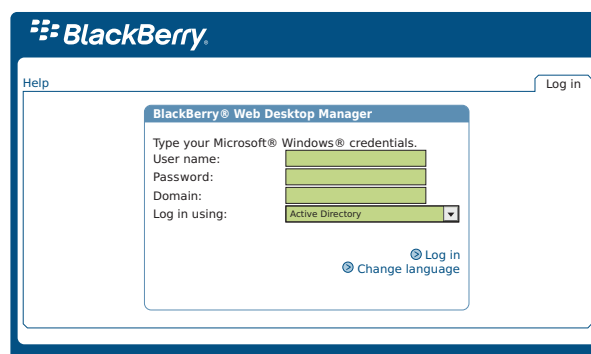 BlackBerry®
Help
Log in
BlackBerry® Web Desktop Manager
Type your Microsoft® Windows® credentials.
User name:
Password:
Domain:
Log in using: Active Directory
Log in
Change language